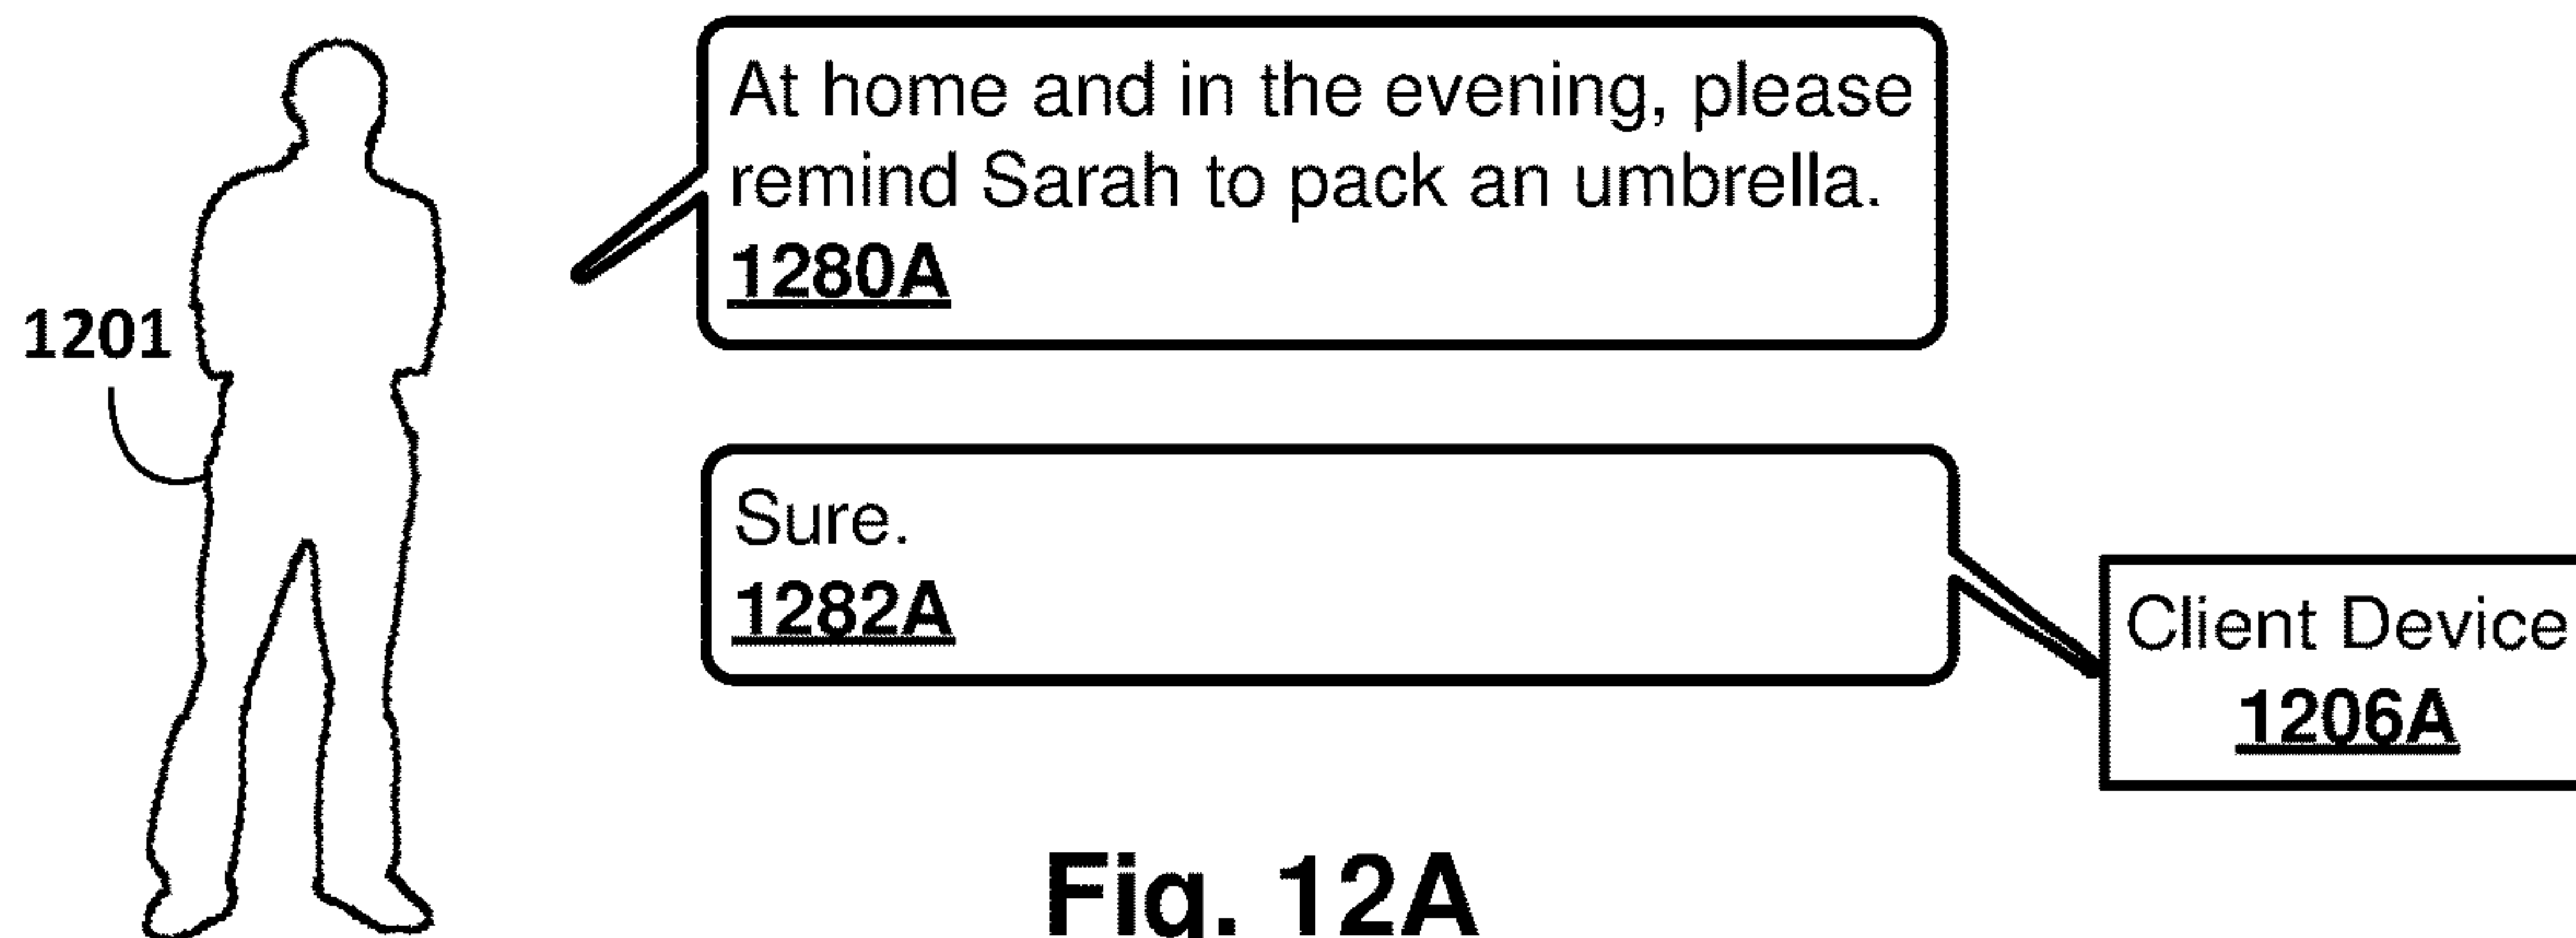 At home and in the evening, please
remind Sarah to pack an umbrella.
1280A
1201
Sure.
1282A
Client Device
1206A
Fig. 12A